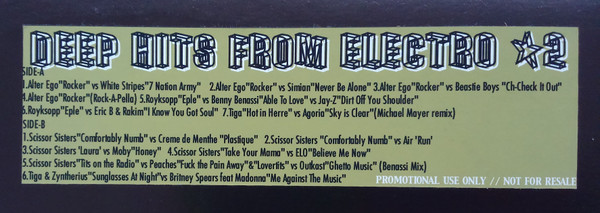 DEEP HITS FROM ELECTRO ☆2
SIDE-A
1.Alter Ego"Rocker" vs White Stripes"7 Nation Army" 2.Alter Ego"Rocker" vs Simian"Never Be Alone" 3.Alter Ego"Rocker" vs Beastie Boys "Ch-Check It Out"
4.Alter Ego"Rocker"(Rock-A-Pella) 5.Royksopp"Eple" vs Benny Benassi"Able To Love" vs Jay-Z"Dirt Off You Shoulder"
6.Royksopp"Eple" vs Eric B & Rakim"I Know You Got Soul" 7.Tiga"Hot in Herre" vs Agoria"Sky is Clear"(Michael Mayer remix)
SIDE-B
1.Scissor Sisters"Comfortably Numb" vs Creme de Menthe "Plastique" 2.Scissor Sisters "Comfortably Numb" vs Air 'Run'
3.Scissor Sisters'Laura' vs Moby"Honey" 4.Scissor Sisters"Take Your Mama" vs ELO"Believe Me Now"
5.Scissor Sisters"Tits on the Radio" vs Peaches"Fuck the Pain Away"&"Lovertits" vs Outkast"Ghetto Music" (Benassi Mix)
6.Tiga & Zyntherius"Sunglasses At Night"vs Britney Spears feat Madonna"Me Against The Music"
PROMOTIONAL USE ONLY // NOT FOR RESALE